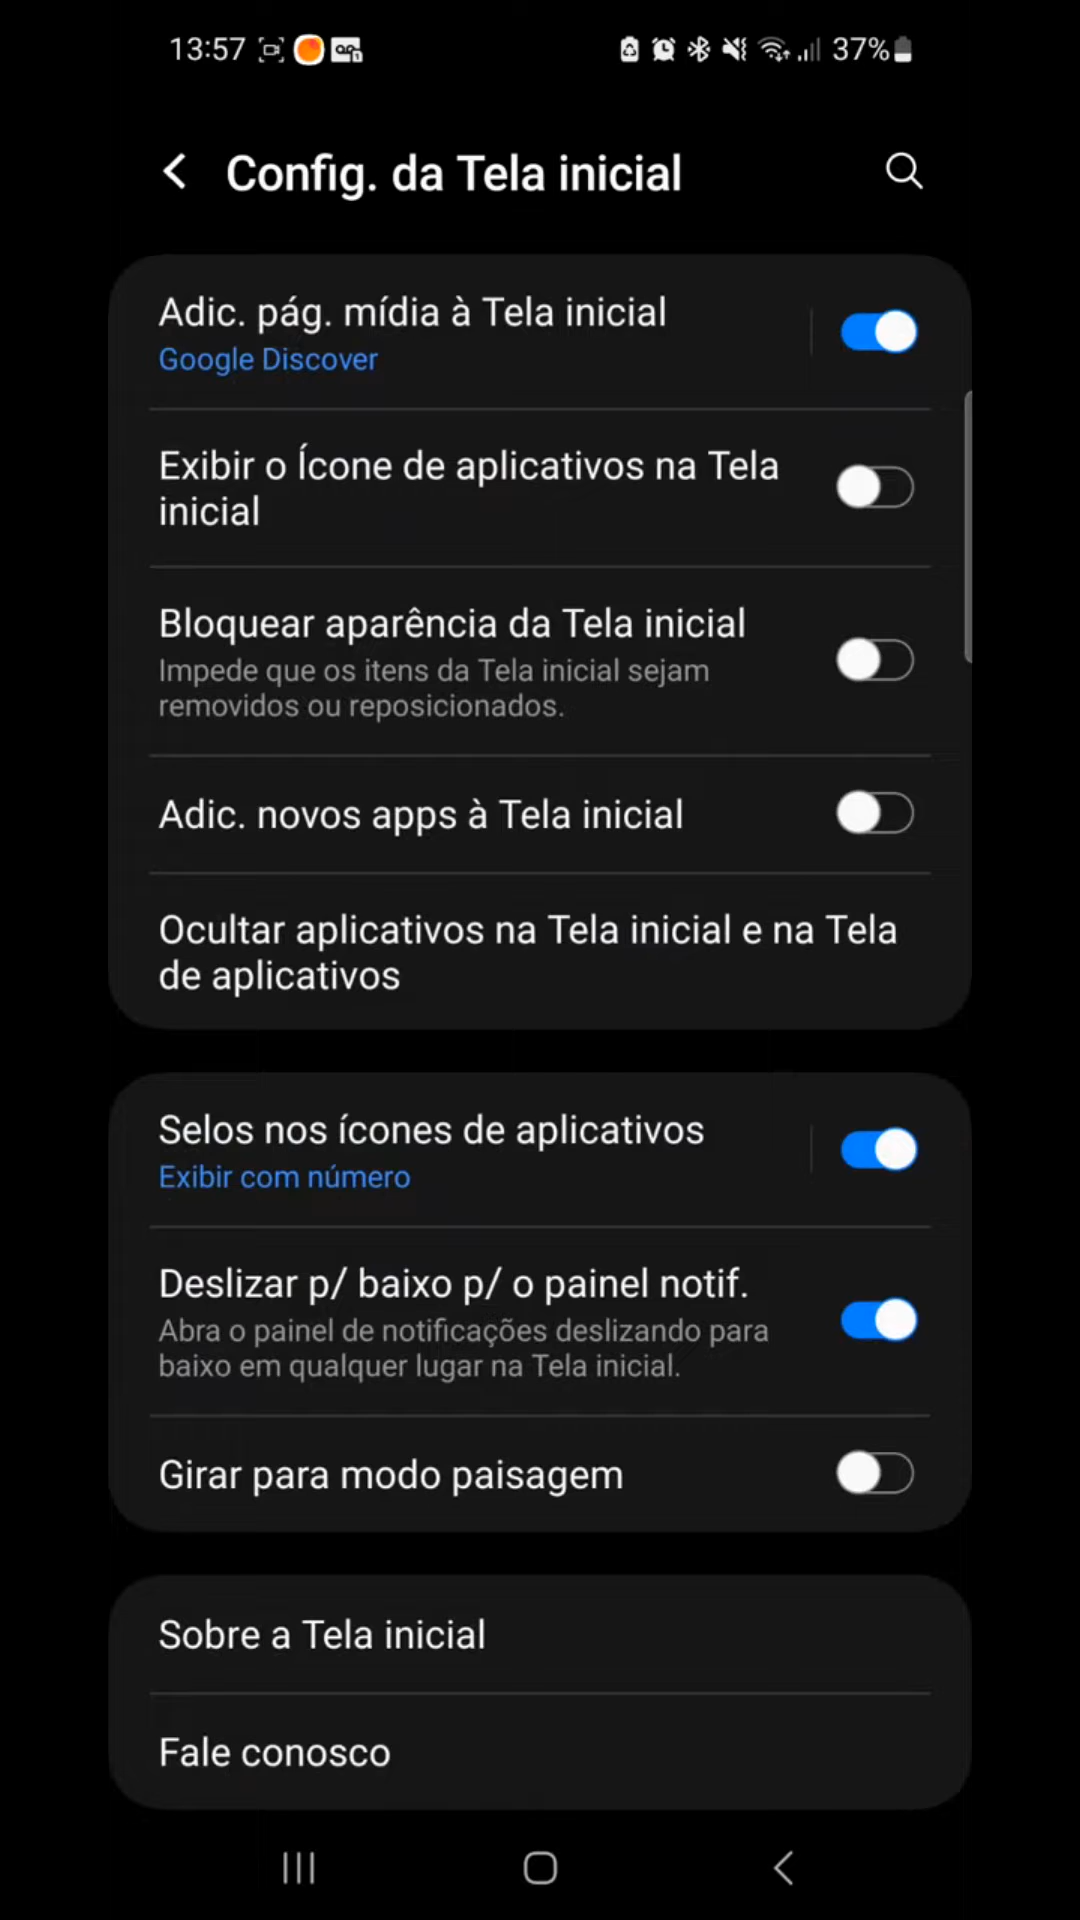 13:57
37%
Config. da Tela inicial
Adic. pág. mídia à Tela inicial
Google Discover
Exibir o Ícone de aplicativos na Tela
inicial
Bloquear aparência da Tela inicial
Impede que os itens da Tela inicial sejam
removidos ou reposicionados.
Adic. novos apps à Tela inicial
Ocultar aplicativos na Tela inicial e na Tela
de aplicativos
Selos nos ícones de aplicativos
Exibir com número
Deslizar p/ baixo p/ o painel notif.
Abra o painel de notificações deslizando para
baixo em qualquer lugar na Tela inicial.
Girar para modo paisagem
Sobre a Tela inicial
Fale conosco